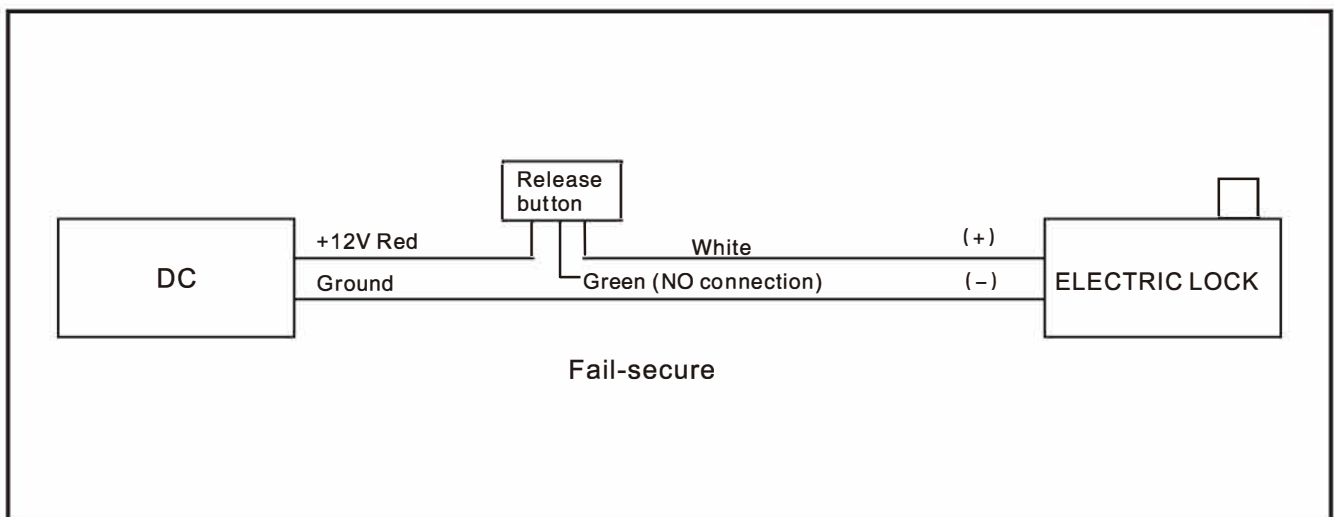 Release
button
+12V Red
White
(+)
DC
Ground
Green (NO connection)
(−)
ELECTRIC LOCK
Fail-secure